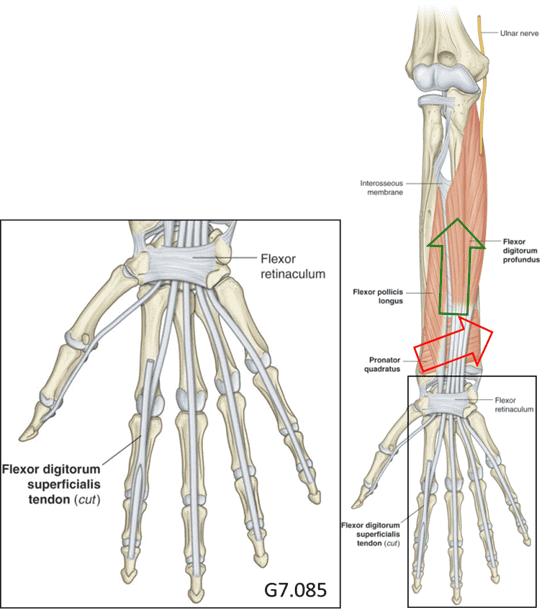 Ulnar nerve
Interosseous
membrane
Flexor
digitorum
profundus
Flexor pollicis
longus
Pronator
quadratus
Flexor
retinaculum
Flexor digitorum
superficialis
tendon (cut)
Flexor
retinaculum
Flexor digitorum
superficialis
tendon (cut)
G7.085